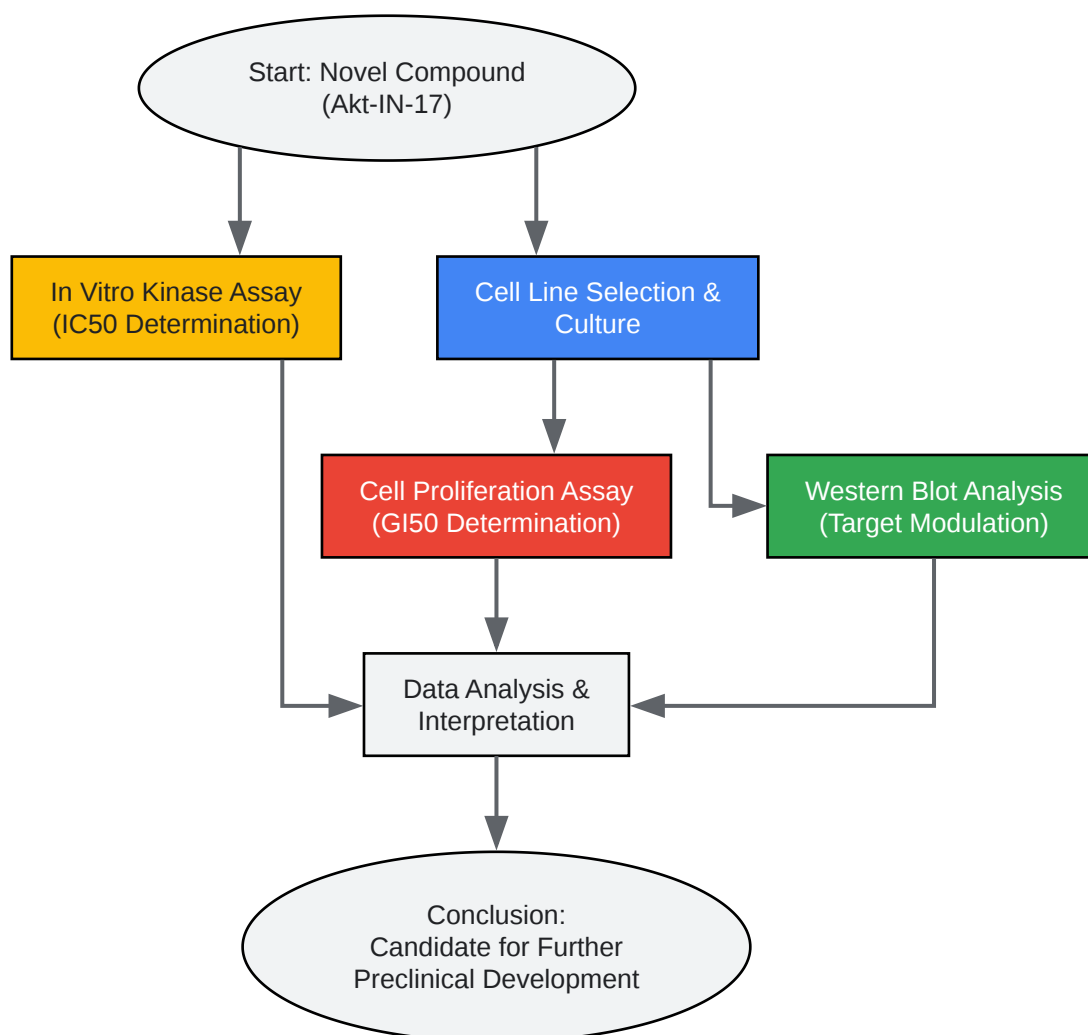 Start: Novel Compound
(Akt-IN-17)
In Vitro Kinase Assay
(IC50 Determination)
Cell Line Selection &
Culture
Cell Proliferation Assay
(GI50 Determination)
Western Blot Analysis
(Target Modulation)
Data Analysis &
Interpretation
Conclusion:
Candidate for Further
Preclinical Development